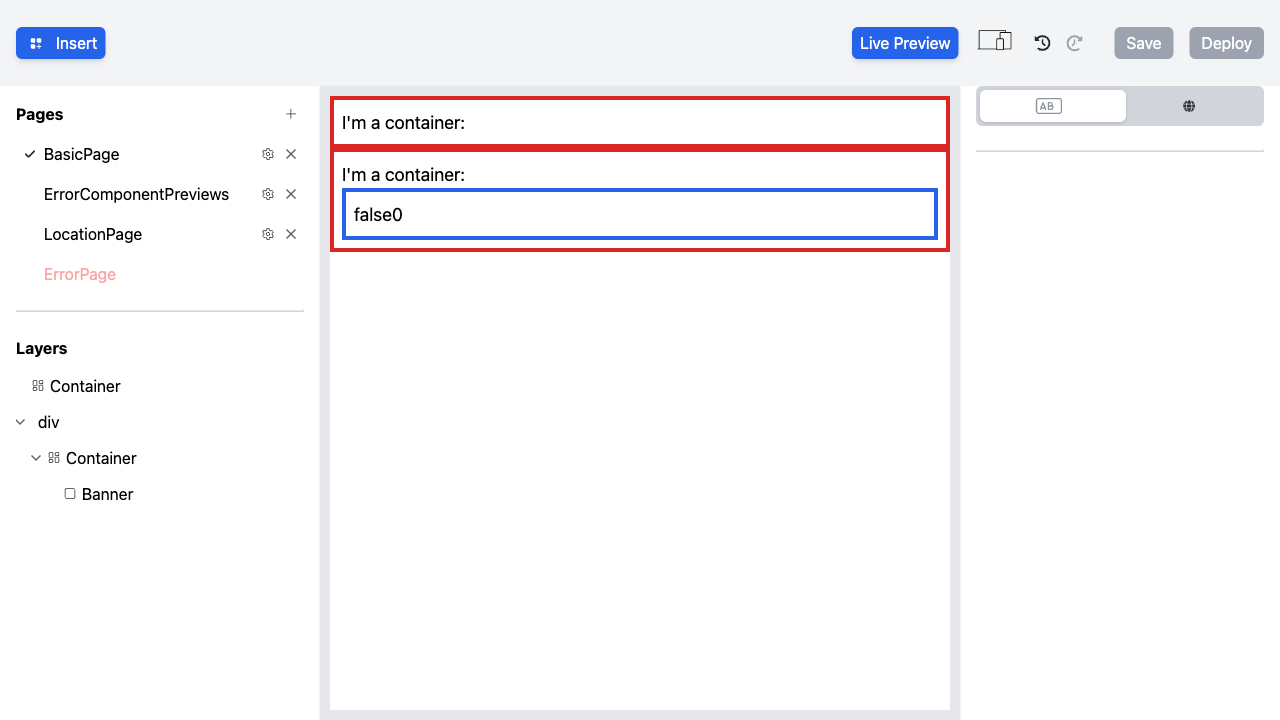 Insert
Live Preview
Save
Deploy
Pages
BasicPage
ErrorComponentPreviews
LocationPage
ErrorPage
Layers
Container
div
Container
Banner
I'm a container:
I'm a container:
false0
AB